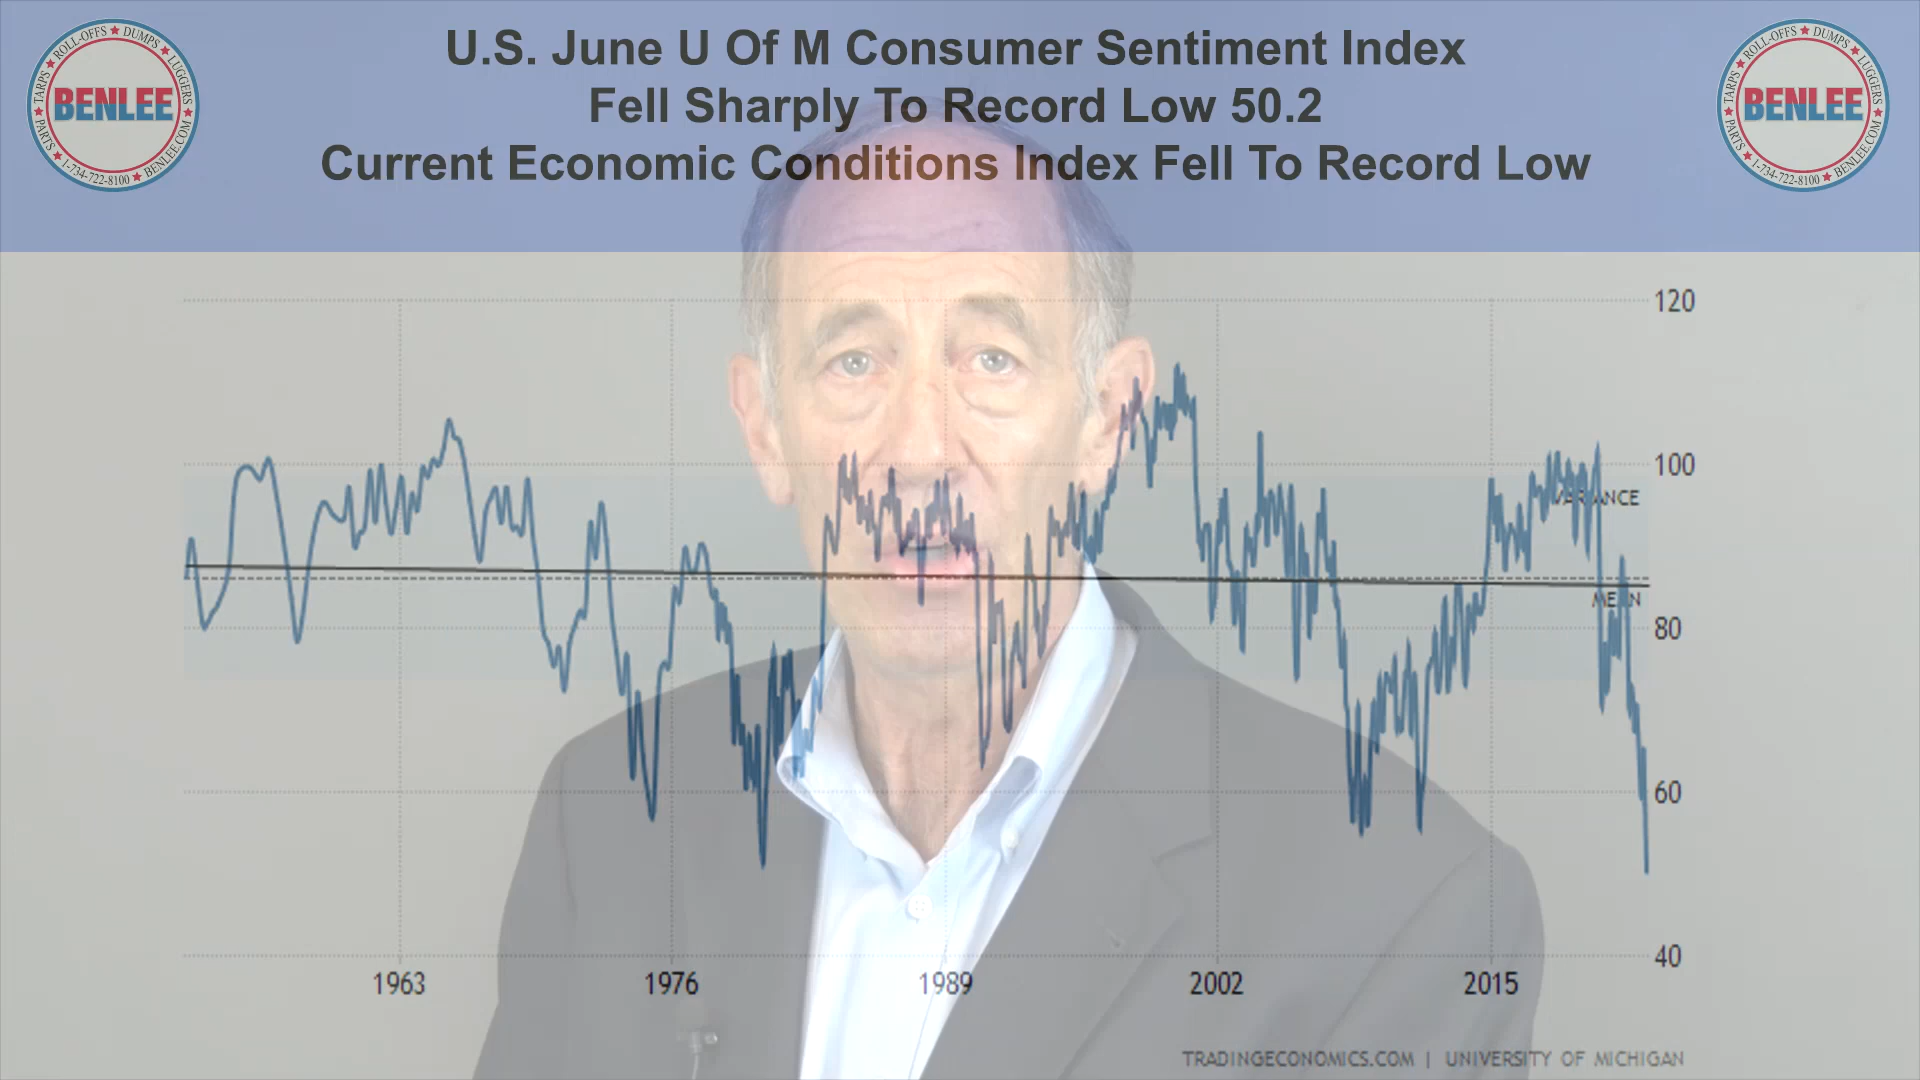 U.S. June U Of M Consumer Sentiment Index
Fell Sharply To Record Low 50.2
Current Economic Conditions Index Fell To Record Low
TARPS ★ ROLL-OFFS ★ DUMPS ★ LUGGERS ★
BENLEE
PARTS ★ 1-734-722-8100 ★ BENLEE.COM ★
TARPS ★ ROLL-OFFS ★ DUMPS ★ LUGGERS ★
BENLEE
PARTS ★ 1-734-722-8100 ★ BENLEE.COM ★
120
100
VARIANCE
MEAN
80
60
40
1963 1976 1989 2002 2015
TRADINGECONOMICS.COM | UNIVERSITY OF MICHIGAN